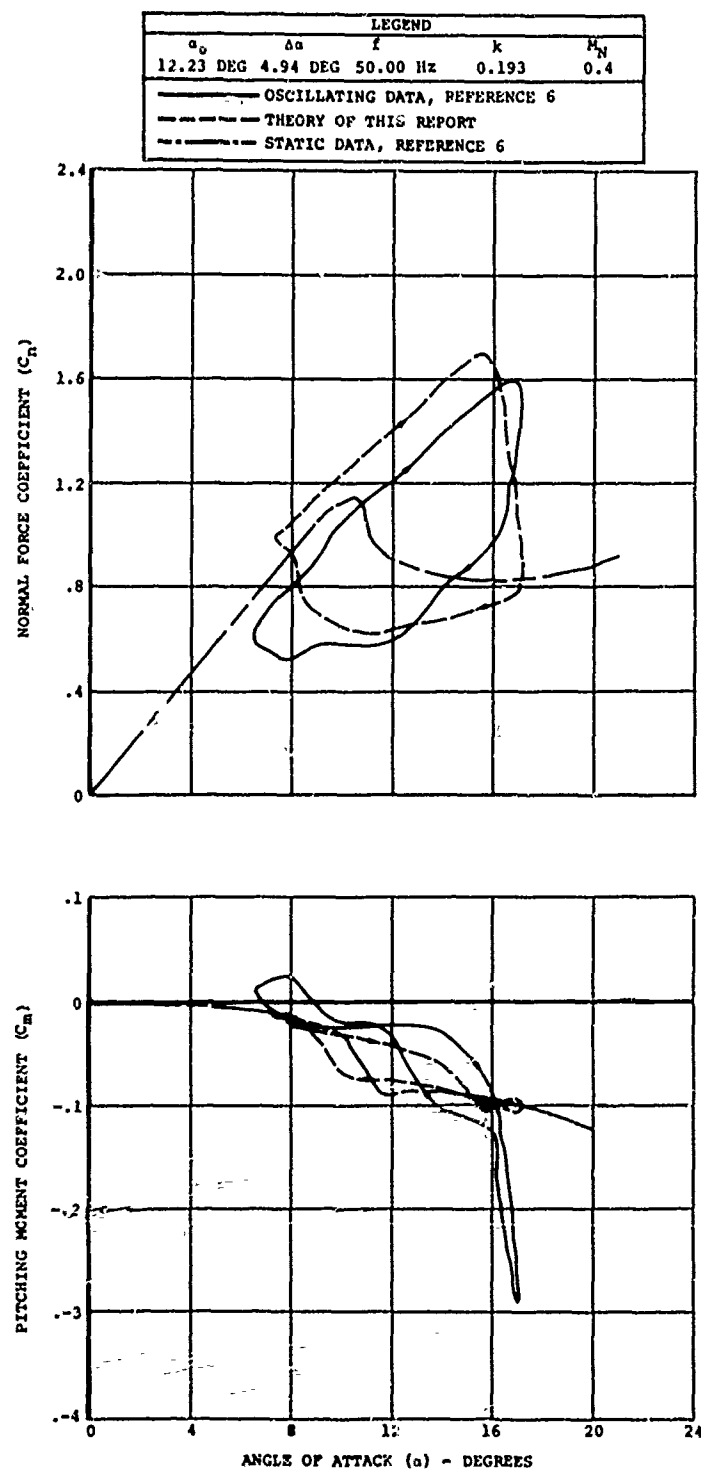 LEGEND
α₀ Δα f k M_N
12.23 DEG 4.94 DEG 50.00 Hz 0.193 0.4
OSCILLATING DATA, REFERENCE 6
THEORY OF THIS REPORT
STATIC DATA, REFERENCE 6
NORMAL FORCE COEFFICIENT (Cn)
2.4
2.0
1.6
1.2
.8
.4
0
PITCHING MOMENT COEFFICIENT (Cm)
.1
0
-.1
-.2
-.3
.-4
0 4 8 12 16 20 24
ANGLE OF ATTACK (α) - DEGREES